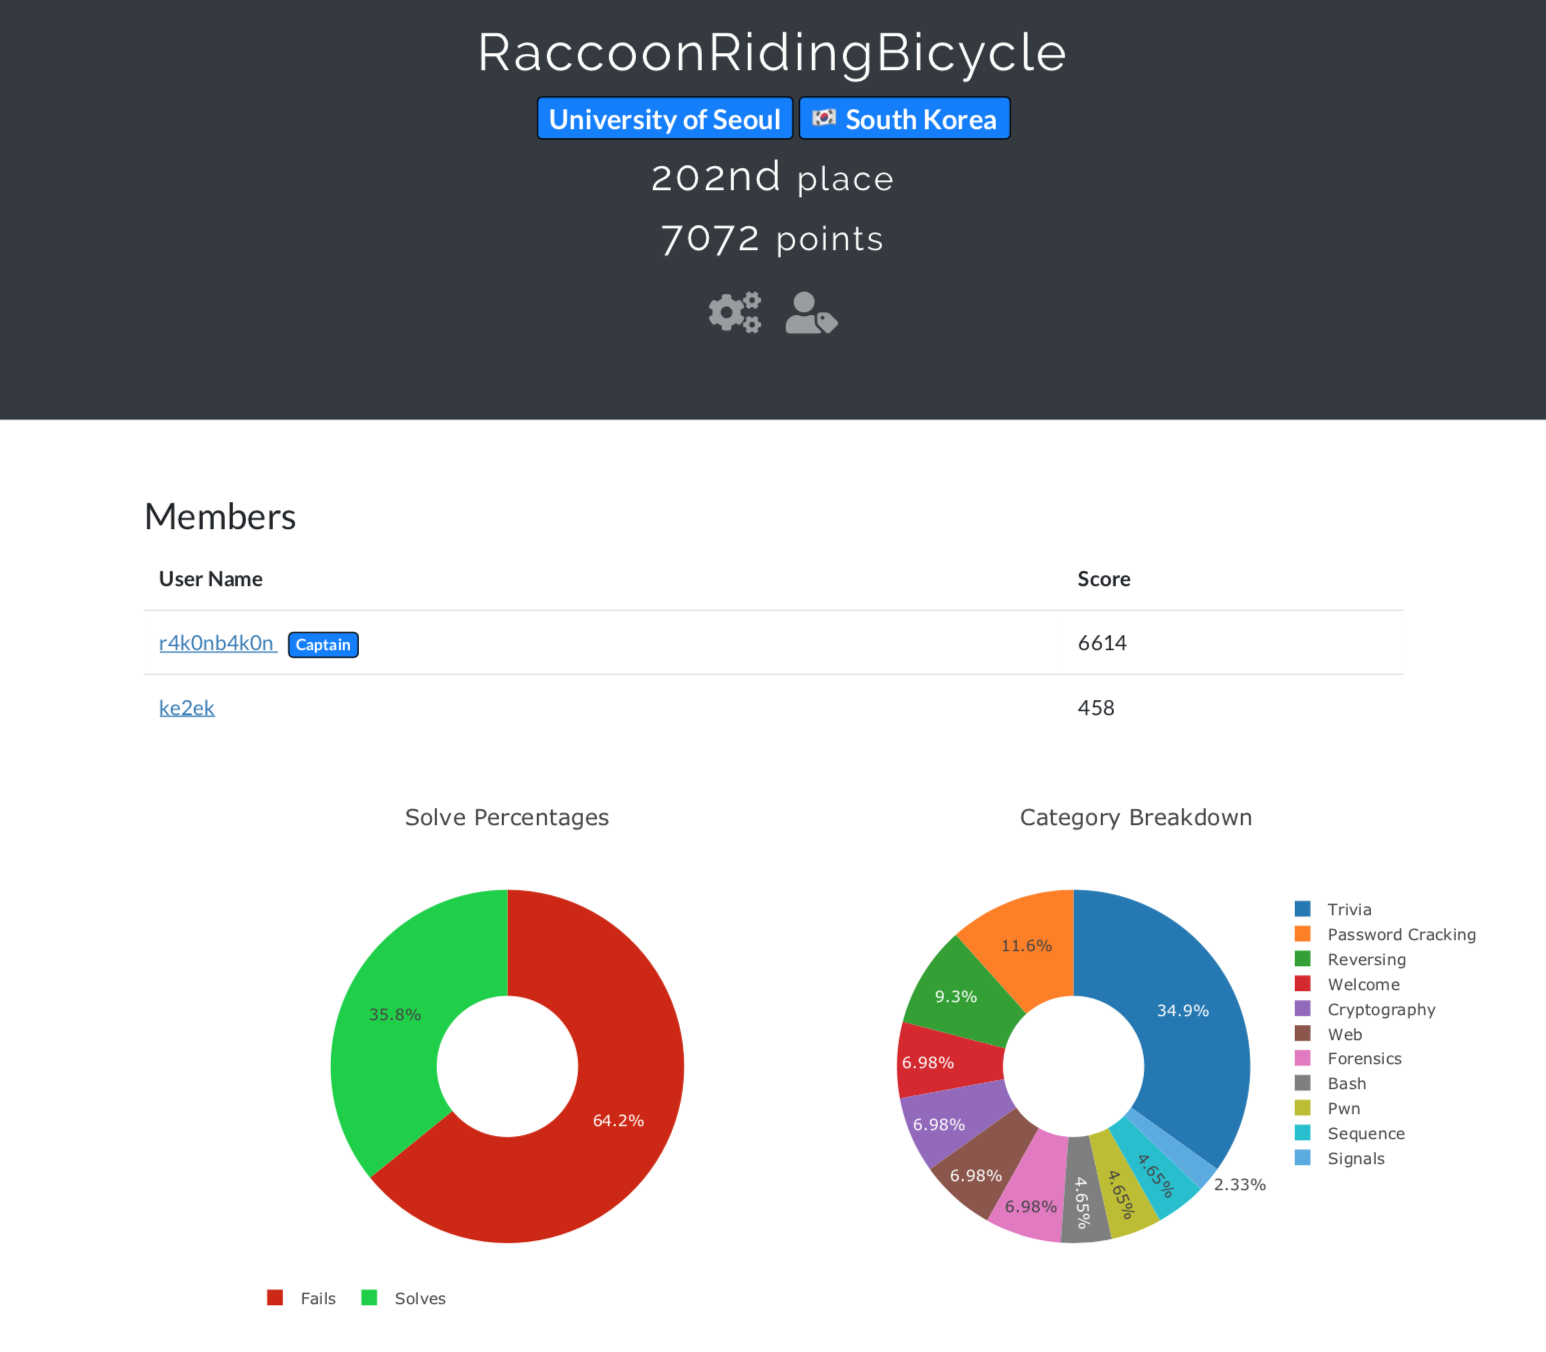 RaccoonRidingBicycle
University of Seoul South Korea
202nd place
7072 points
Members
User Name Score
r4k0nb4k0n Captain 6614
ke2ek 458
Solve Percentages
35.8%
64.2%
Fails Solves
Category Breakdown
34.9%
11.6%
9.3%
6.98%
6.98%
6.98%
6.98%
4.65%
4.65%
4.65%
2.33%
Trivia
Password Cracking
Reversing
Welcome
Cryptography
Web
Forensics
Bash
Pwn
Sequence
Signals